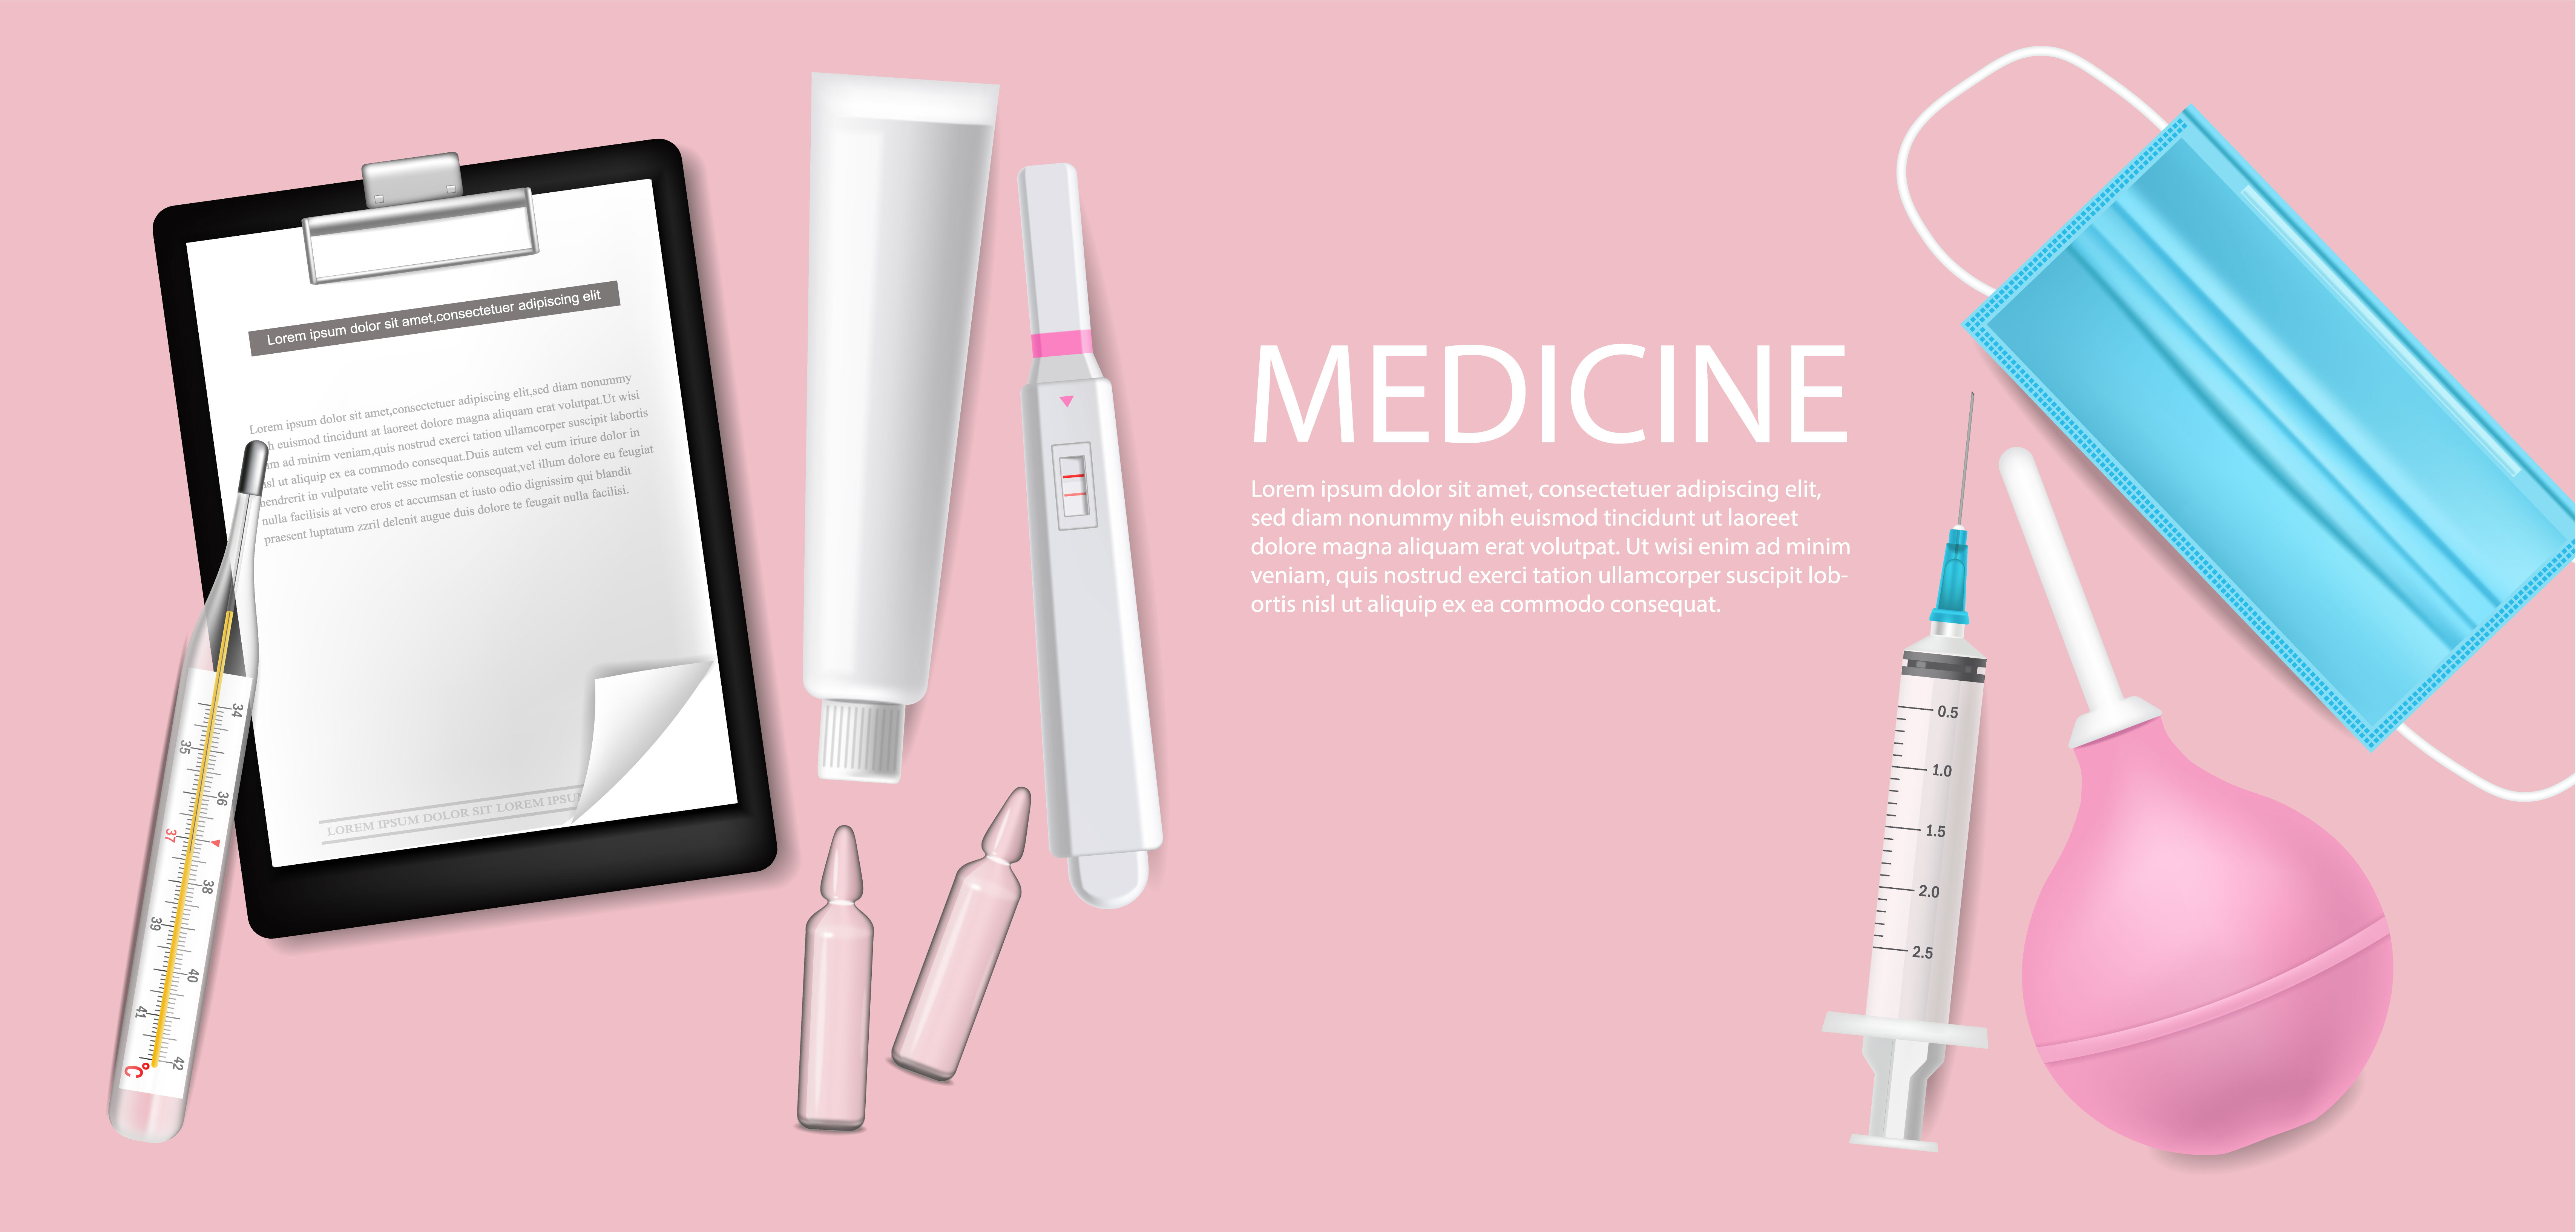 Lorem ipsum dolor sit amet,consectetuer adipiscing elit
Lorem ipsum dolor sit amet,consectetuer adipiscing elit,sed diam nonummy
euismod tincidunt at laoreet dolore magna aliquam erat volutpat.Ut wisi
ad minim veniam,quis nostrud exerci tation ullamcorper suscipit labortis
ut aliquip ex ea commodo consequat.Duis autem vel eum iriure dolor in
hendrerit in vulputate velit esse molestie consequat,vel illum dolore eu feugiat
nulla facilisis at vero eros et accumsan et iusto odio dignissim qui blandit
praesent luptatum zzril delenit augue duis dolore te feugait nulla facilisi.
LOREM IPSUM DOLOR SIT LOREM IPSU
34
35
36
37
38
39
40
41
42
°C
MEDICINE
Lorem ipsum dolor sit amet, consectetuer adipiscing elit,
sed diam nonummy nibh euismod tincidunt ut laoreet
dolore magna aliquam erat volutpat. Ut wisi enim ad minim
veniam, quis nostrud exerci tation ullamcorper suscipit lob-
ortis nisl ut aliquip ex ea commodo consequat.
0.5
1.0
1.5
2.0
2.5